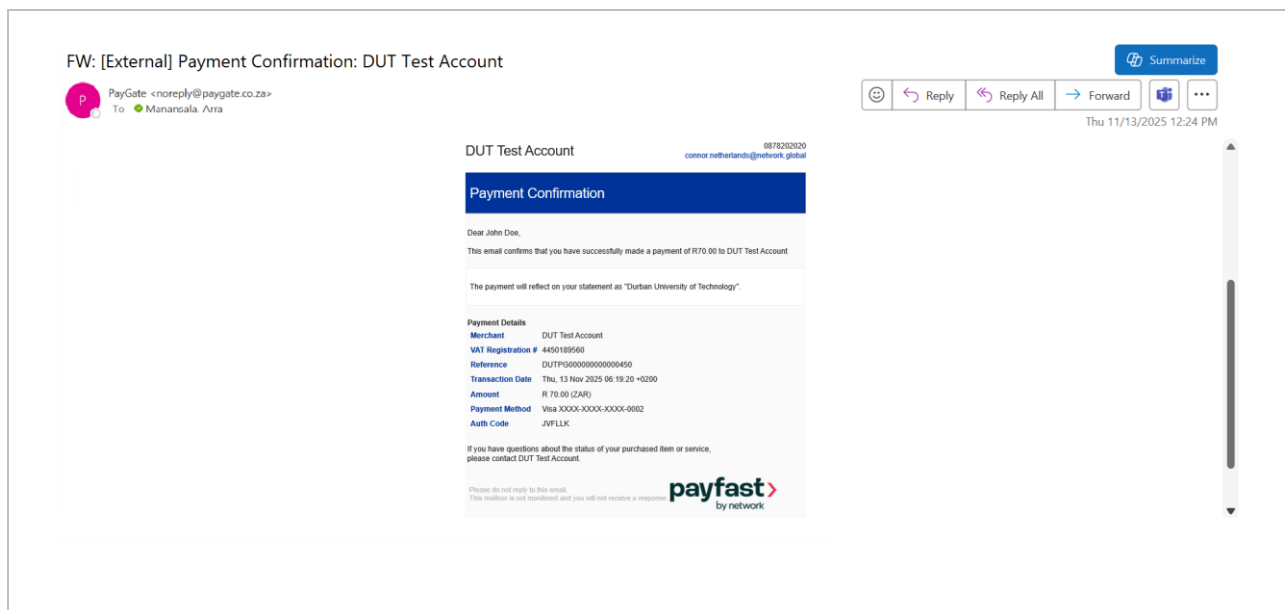 FW: [External] Payment Confirmation: DUT Test Account
Summarize
P
PayGate <noreply@paygate.co.za>
To Manansala, Arra
Reply
Reply All
Forward
Thu 11/13/2025 12:24 PM
DUT Test Account
0878202020
connor.netherlands@network.global
Payment Confirmation
Dear John Doe,
This email confirms that you have successfully made a payment of R70.00 to DUT Test Account
The payment will reflect on your statement as "Durban University of Technology".
Payment Details
Merchant DUT Test Account
VAT Registration # 4450189560
Reference DUTPG000000000000450
Transaction Date Thu, 13 Nov 2025 06:19:20 +0200
Amount R 70.00 (ZAR)
Payment Method Visa XXXX-XXXX-XXXX-0002
Auth Code JVFLLK
If you have questions about the status of your purchased item or service,
please contact DUT Test Account.
Please do not reply to this email.
This mailbox is not monitored and you will not receive a response.
payfast
by network